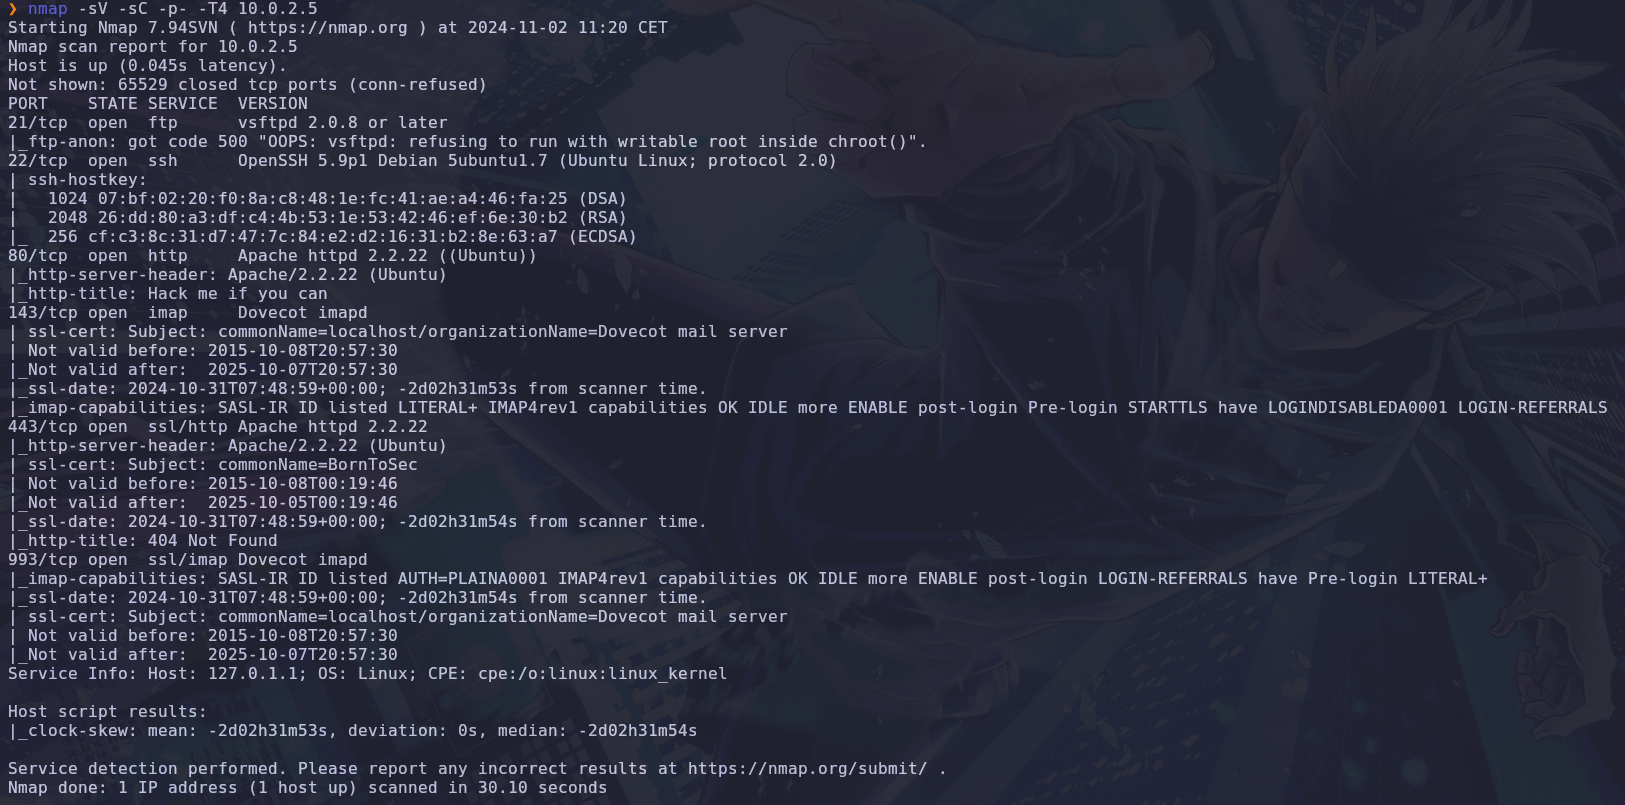 ❯ nmap -sV -sC -p- -T4 10.0.2.5
Starting Nmap 7.94SVN ( https://nmap.org ) at 2024-11-02 11:20 CET
Nmap scan report for 10.0.2.5
Host is up (0.045s latency).
Not shown: 65529 closed tcp ports (conn-refused)
PORT    STATE SERVICE  VERSION
21/tcp  open  ftp      vsftpd 2.0.8 or later
|_ftp-anon: got code 500 "OOPS: vsftpd: refusing to run with writable root inside chroot()".
22/tcp  open  ssh      OpenSSH 5.9p1 Debian 5ubuntu1.7 (Ubuntu Linux; protocol 2.0)
| ssh-hostkey:
|   1024 07:bf:02:20:f0:8a:c8:48:1e:fc:41:ae:a4:46:fa:25 (DSA)
|   2048 26:dd:80:a3:df:c4:4b:53:1e:53:42:46:ef:6e:30:b2 (RSA)
|_  256 cf:c3:8c:31:d7:47:7c:84:e2:d2:16:31:b2:8e:63:a7 (ECDSA)
80/tcp  open  http     Apache httpd 2.2.22 ((Ubuntu))
|_http-server-header: Apache/2.2.22 (Ubuntu)
|_http-title: Hack me if you can
143/tcp open  imap     Dovecot imapd
| ssl-cert: Subject: commonName=localhost/organizationName=Dovecot mail server
| Not valid before: 2015-10-08T20:57:30
|_Not valid after:  2025-10-07T20:57:30
|_ssl-date: 2024-10-31T07:48:59+00:00; -2d02h31m53s from scanner time.
|_imap-capabilities: SASL-IR ID listed LITERAL+ IMAP4rev1 capabilities OK IDLE more ENABLE post-login Pre-login STARTTLS have LOGINDISABLEDA0001 LOGIN-REFERRALS
443/tcp open  ssl/http Apache httpd 2.2.22
|_http-server-header: Apache/2.2.22 (Ubuntu)
| ssl-cert: Subject: commonName=BornToSec
| Not valid before: 2015-10-08T00:19:46
|_Not valid after:  2025-10-05T00:19:46
|_ssl-date: 2024-10-31T07:48:59+00:00; -2d02h31m54s from scanner time.
|_http-title: 404 Not Found
993/tcp open  ssl/imap Dovecot imapd
|_imap-capabilities: SASL-IR ID listed AUTH=PLAINA0001 IMAP4rev1 capabilities OK IDLE more ENABLE post-login LOGIN-REFERRALS have Pre-login LITERAL+
|_ssl-date: 2024-10-31T07:48:59+00:00; -2d02h31m54s from scanner time.
| ssl-cert: Subject: commonName=localhost/organizationName=Dovecot mail server
| Not valid before: 2015-10-08T20:57:30
|_Not valid after:  2025-10-07T20:57:30
Service Info: Host: 127.0.1.1; OS: Linux; CPE: cpe:/o:linux:linux_kernel
Host script results:
|_clock-skew: mean: -2d02h31m53s, deviation: 0s, median: -2d02h31m54s
Service detection performed. Please report any incorrect results at https://nmap.org/submit/ .
Nmap done: 1 IP address (1 host up) scanned in 30.10 seconds